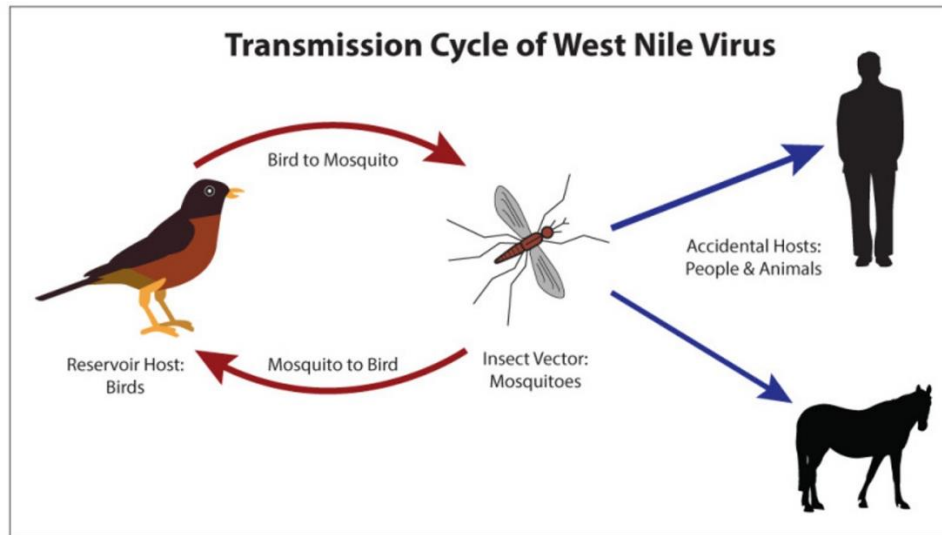 Transmission Cycle of West Nile Virus
Bird to Mosquito
Accidental Hosts:
People & Animals
Reservoir Host:
Birds
Mosquito to Bird
Insect Vector:
Mosquitoes